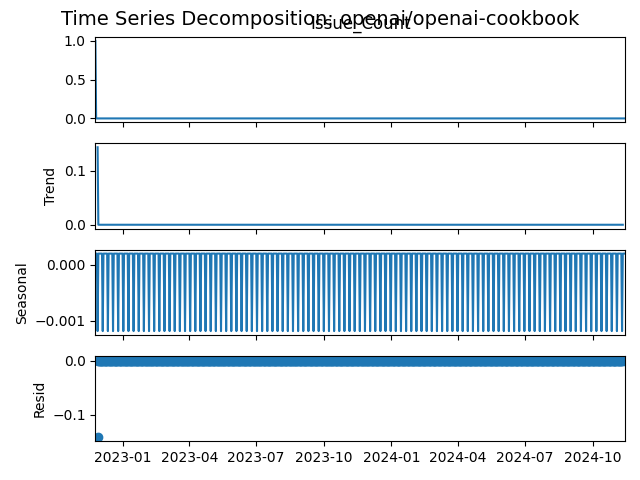 Time Series Decomposition: openai/openai-cookbook
Issue_Count
1.0
0.5
0.0
Trend
0.1
0.0
Seasonal
0.000
−0.001
Resid
0.0
−0.1
2023-01 2023-04 2023-07 2023-10 2024-01 2024-04 2024-07 2024-10